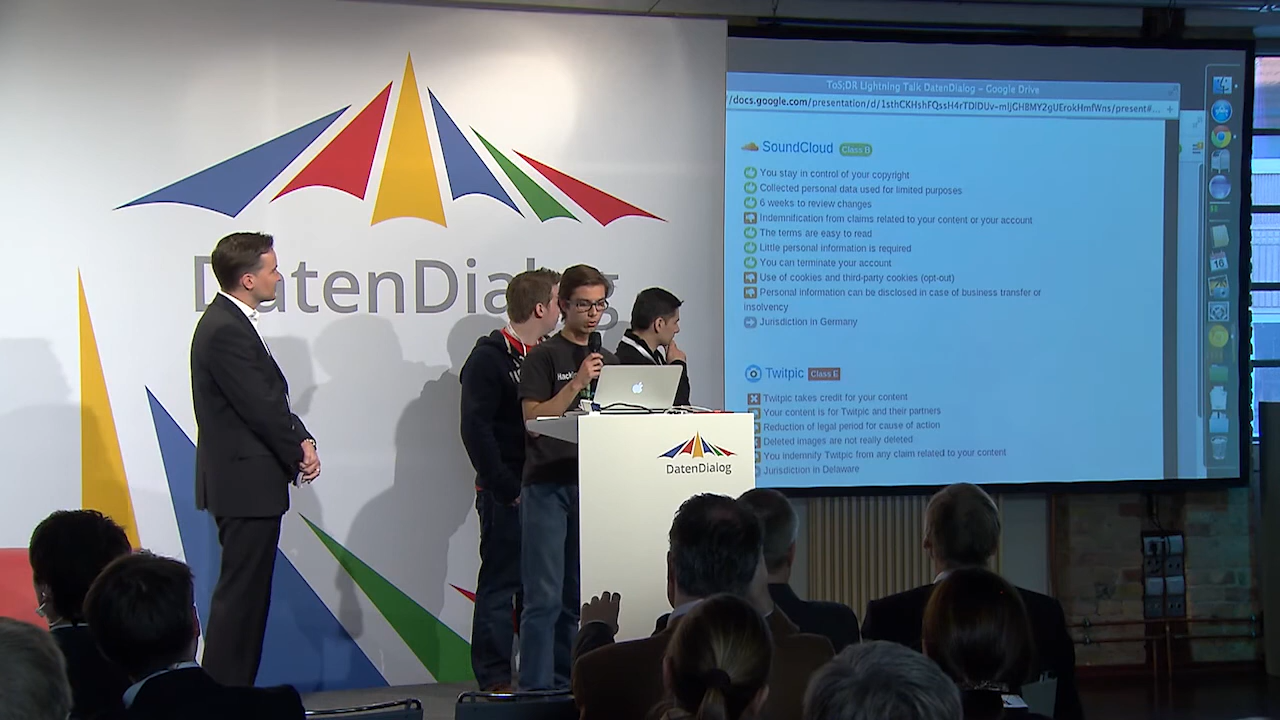 DatenDialog
Hackin
DatenDialog
ToS;DR Lightning Talk DatenDialog – Google Drive
/docs.google.com/presentation/d/1sthCKHshFQssH4rTDlDUv-mljGH8MY2gUErokHmfWns/present#...
SoundCloud Class B
You stay in control of your copyright
Collected personal data used for limited purposes
6 weeks to review changes
Indemnification from claims related to your content or your account
The terms are easy to read
Little personal information is required
You can terminate your account
Use of cookies and third-party cookies (opt-out)
Personal information can be disclosed in case of business transfer or
insolvency
Jurisdiction in Germany
Twitpic Class E
Twitpic takes credit for your content
Your content is for Twitpic and their partners
Reduction of legal period for cause of action
Deleted images are not really deleted
You indemnify Twitpic from any claim related to your content
Jurisdiction in Delaware
16